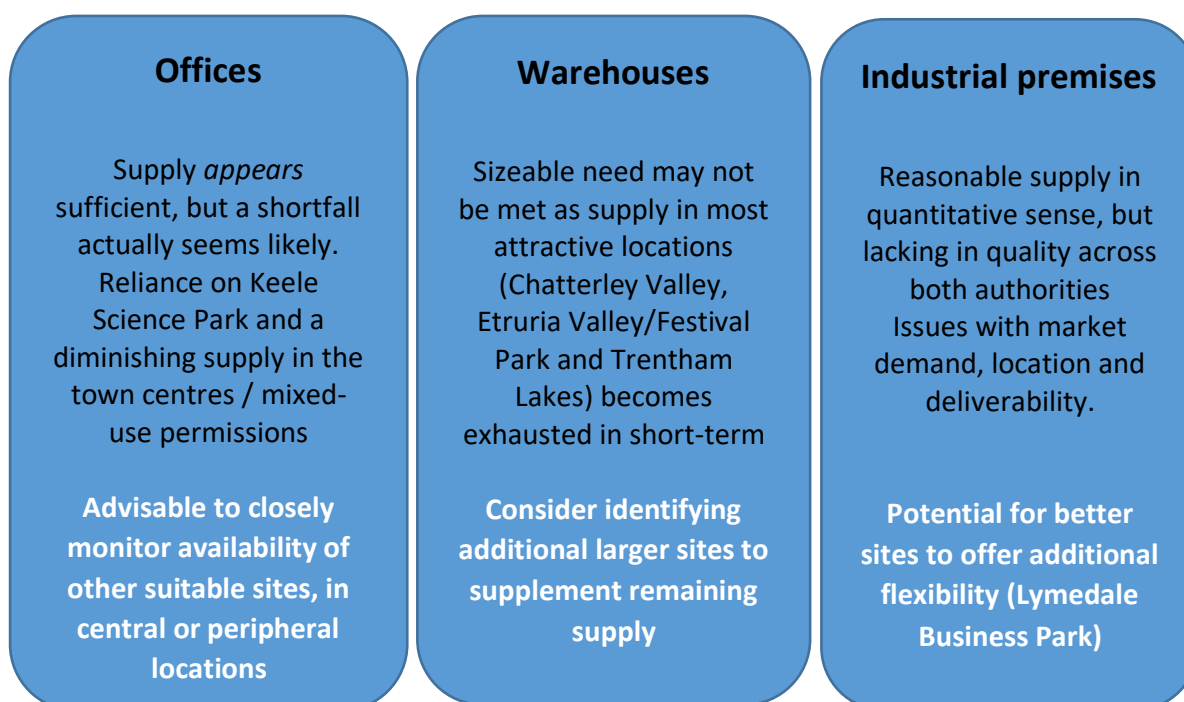 Offices
Supply appears
sufficient, but a shortfall
actually seems likely.
Reliance on Keele
Science Park and a
diminishing supply in the
town centres / mixed-
use permissions
Advisable to closely
monitor availability of
other suitable sites, in
central or peripheral
locations
Warehouses
Sizeable need may not
be met as supply in most
attractive locations
(Chatterley Valley,
Etruria Valley/Festival
Park and Trentham
Lakes) becomes
exhausted in short-term
Consider identifying
additional larger sites to
supplement remaining
supply
Industrial premises
Reasonable supply in
quantitative sense, but
lacking in quality across
both authorities
Issues with market
demand, location and
deliverability.
Potential for better
sites to offer additional
flexibility (Lymedale
Business Park)